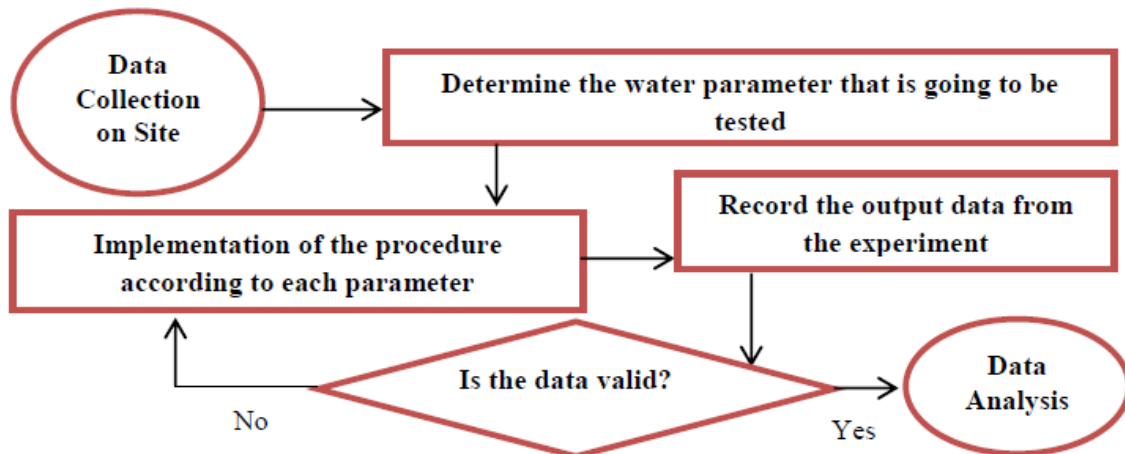 Data
Collection
on Site
Determine the water parameter that is going to be
tested
Implementation of the procedure
according to each parameter
Record the output data from
the experiment
Is the data valid?
No
Yes
Data
Analysis